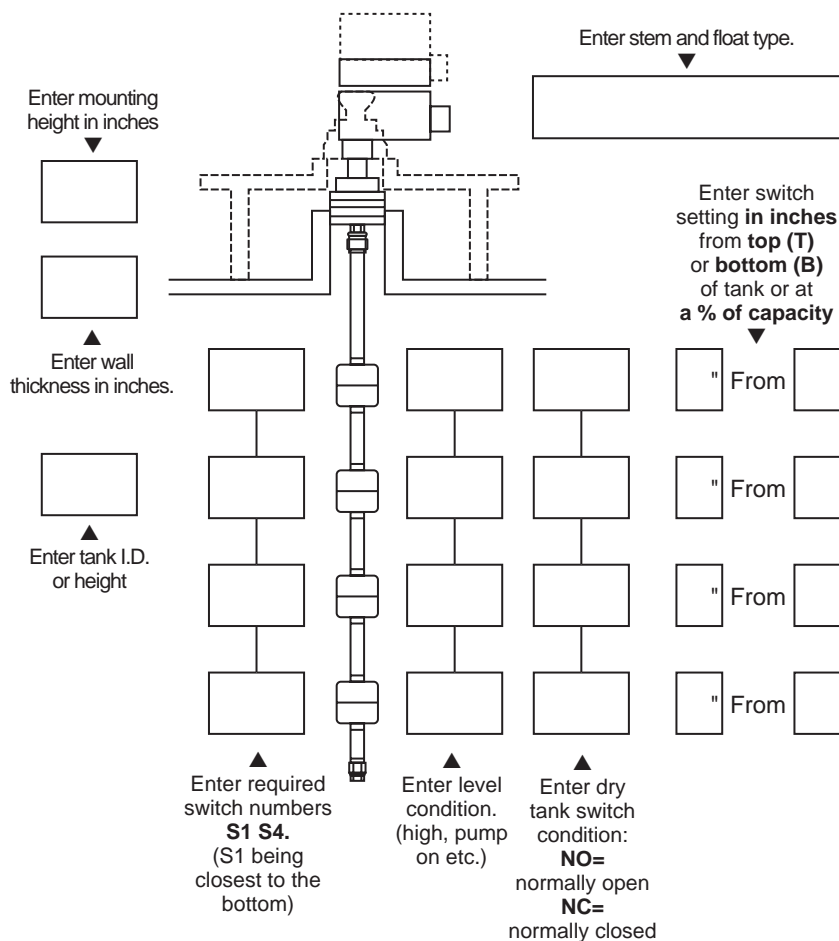 Enter stem and float type.
▼
Enter mounting
height in inches
▼
Enter switch
setting in inches
from top (T)
or bottom (B)
of tank or at
a % of capacity
▼
▲
Enter wall
thickness in inches.
" From
" From
▲
Enter tank I.D.
or height
" From
" From
▲
Enter required
switch numbers
S1 S4.
(S1 being
closest to the
bottom)
▲
Enter level
condition.
(high, pump
on etc.)
▲
Enter dry
tank switch
condition:
NO=
normally open
NC=
normally closed